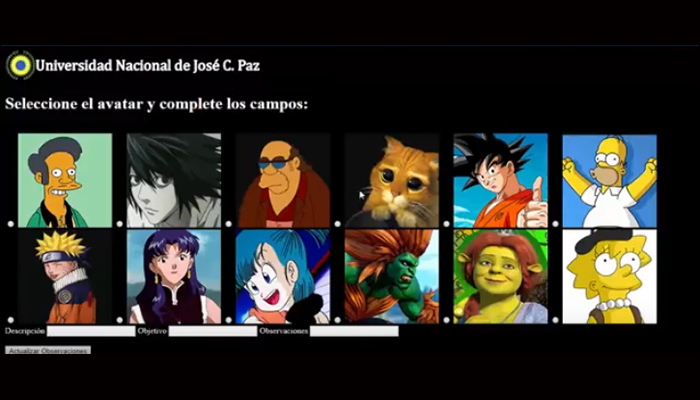 Universidad Nacional de José C. Paz
Seleccione el avatar y complete los campos:
Descripción Objetivo Observaciones
Actualizar Observaciones